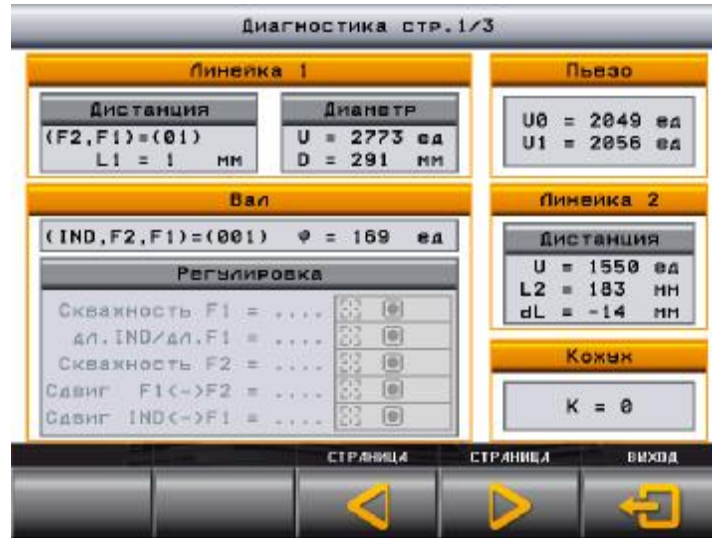 Диагностика стр.1/3
Линейка 1
Дистанция
(F2,F1)=(01)
L1 = 1 мм
Диаметр
U = 2773 ед
D = 291 мм
Пьезо
U0 = 2049 ед
U1 = 2056 ед
Вал
(IND,F2,F1)=(001) φ = 169 ед
Регулировка
Скважность F1 = ....
дл.IND/дл.F1 = ....
Скважность F2 = ....
Сдвиг F1<->F2 = ....
Сдвиг IND<->F1 = ....
Линейка 2
Дистанция
U = 1550 ед
L2 = 183 мм
dL = -14 мм
Кожух
K = 0
СТРАНИЦА
СТРАНИЦА
ВЫХОД